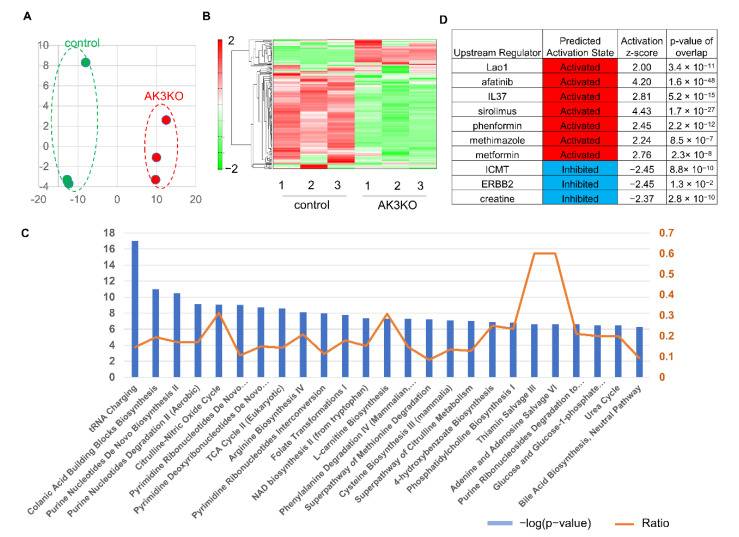 A
control
AK3KO
10
8
6
4
2
0
-2
-4
-20
-10
0
10
20
B
2
−2
1 2 3 1 2 3
control AK3KO
D
Upstream Regulator Predicted Activation State Activation z-score p-value of overlap
Lao1 Activated 2.00 3.4 × 10⁻¹¹
afatinib Activated 4.20 1.6 × 10⁻⁴⁸
IL37 Activated 2.81 5.2 × 10⁻¹⁵
sirolimus Activated 4.43 1.7 × 10⁻²⁷
phenformin Activated 2.45 2.2 × 10⁻¹²
methimazole Activated 2.24 8.5 × 10⁻⁷
metformin Activated 2.76 2.3× 10⁻⁸
ICMT Inhibited −2.45 8.8× 10⁻¹⁰
ERBB2 Inhibited −2.45 1.3 × 10⁻²
creatine Inhibited −2.37 2.8 × 10⁻¹⁰
C
18
16
14
12
10
8
6
4
2
0
0.7
0.6
0.5
0.4
0.3
0.2
0.1
0
tRNA Charging
Colanic Acid Building Blocks Biosynthesis
Purine Nucleotides De Novo Biosynthesis II
Purine Nucleotides Degradation II (Aerobic)
Citrulline-Nitric Oxide Cycle
Pyrimidine Ribonucleotides De Novo...
Pyrimidine Deoxyribonucleotides De Novo...
TCA Cycle II (Eukaryotic)
Arginine Biosynthesis IV
Pyrimidine Ribonucleotides Interconversion
Folate Transformations I
NAD biosynthesis II (from tryptophan)
L-carnitine Biosynthesis
Phenylalanine Degradation IV (Mammalian,...
Superpathway of Methionine Degradation
Cysteine Biosynthesis III (mammalia)
Superpathway of Citrulline Metabolism
4-hydroxybenzoate Biosynthesis
Phosphatidylcholine Biosynthesis I
Thiamin Salvage III
Adenine and Adenosine Salvage VI
Purine Ribonucleosides Degradation to...
Glucose and Glucose-1-phosphate...
Urea Cycle
Bile Acid Biosynthesis, Neutral Pathway
−log(p−value)
Ratio